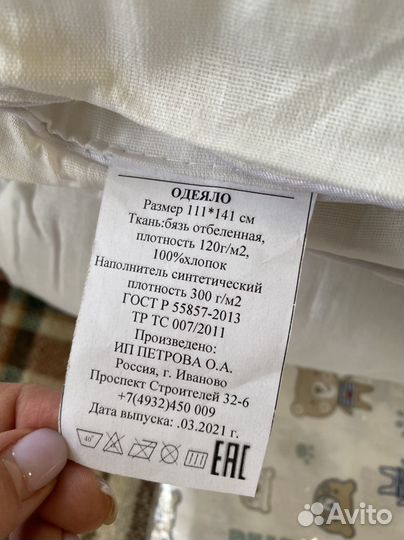 ОДЕЯЛО
Размер 111*141 см
Ткань:бязь отбеленная,
плотность 120г/м2,
100%хлопок
Наполнитель синтетический
плотность 300 г/м2
ГОСТ Р 55857-2013
ТР ТС 007/2011
Произведено:
ИП ПЕТРОВА О.А.
Россия, г. Иваново
Проспект Строителей 32-6
+7(4932)450 009
Дата выпуска: .03.2021 г.
40°
EAC
Avito